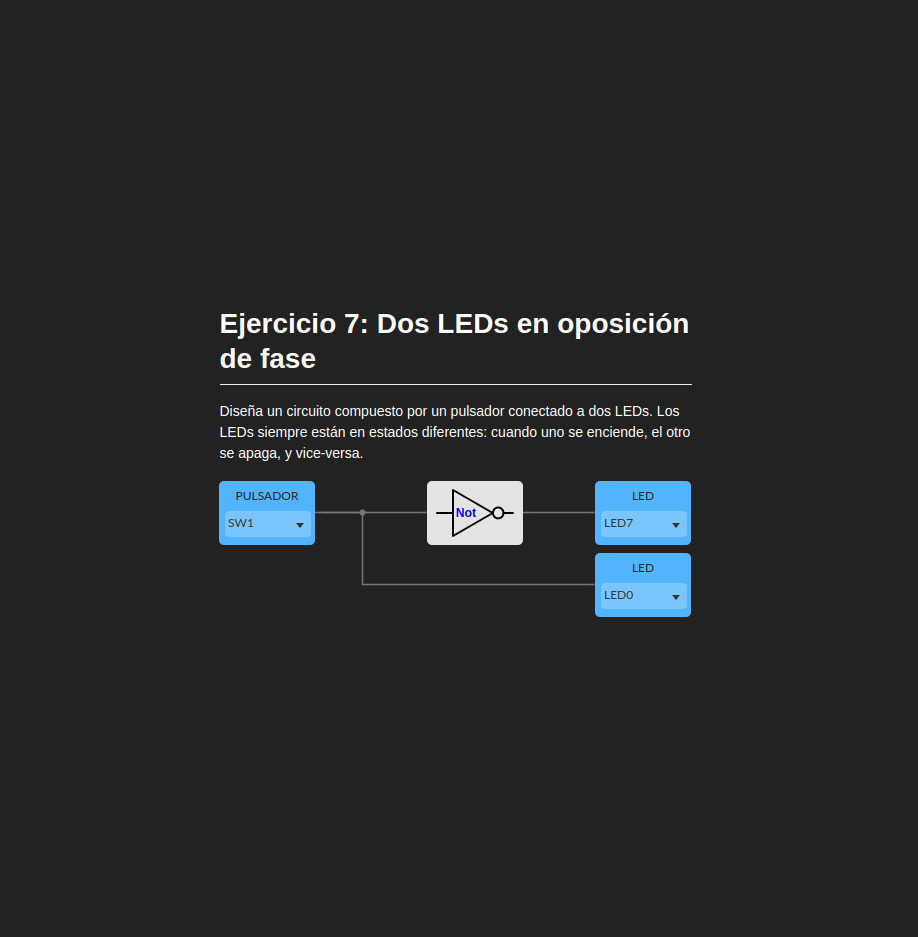 Ejercicio 7: Dos LEDs en oposición
de fase
Diseña un circuito compuesto por un pulsador conectado a dos LEDs. Los
LEDs siempre están en estados diferentes: cuando uno se enciende, el otro
se apaga, y vice-versa.
PULSADOR
SW1
Not
LED
LED7
LED
LED0